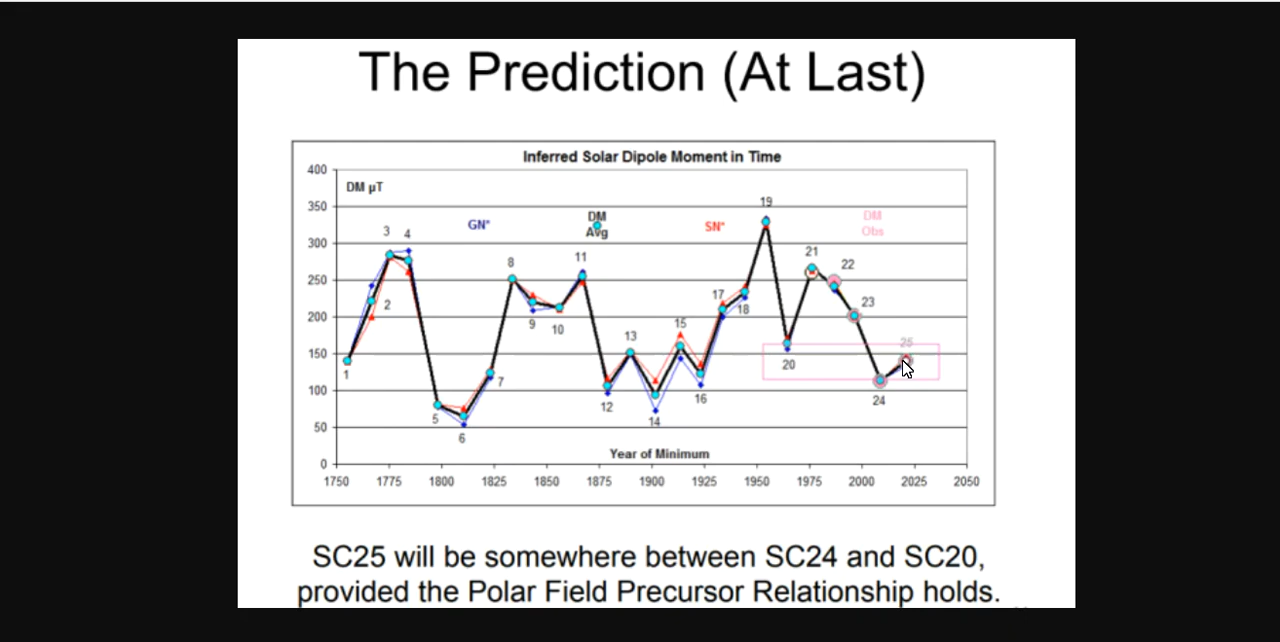 The Prediction (At Last)
Inferred Solar Dipole Moment in Time
400
DM μT
350
300
250
200
150
100
50
0
GN*
DM
Avg
SN*
DM
Obs
1
2
3
4
5
6
7
8
9
10
11
12
13
14
15
16
17
18
19
20
21
22
23
24
25
Year of Minimum
1750 1775 1800 1825 1850 1875 1900 1925 1950 1975 2000 2025 2050
SC25 will be somewhere between SC24 and SC20,
provided the Polar Field Precursor Relationship holds.